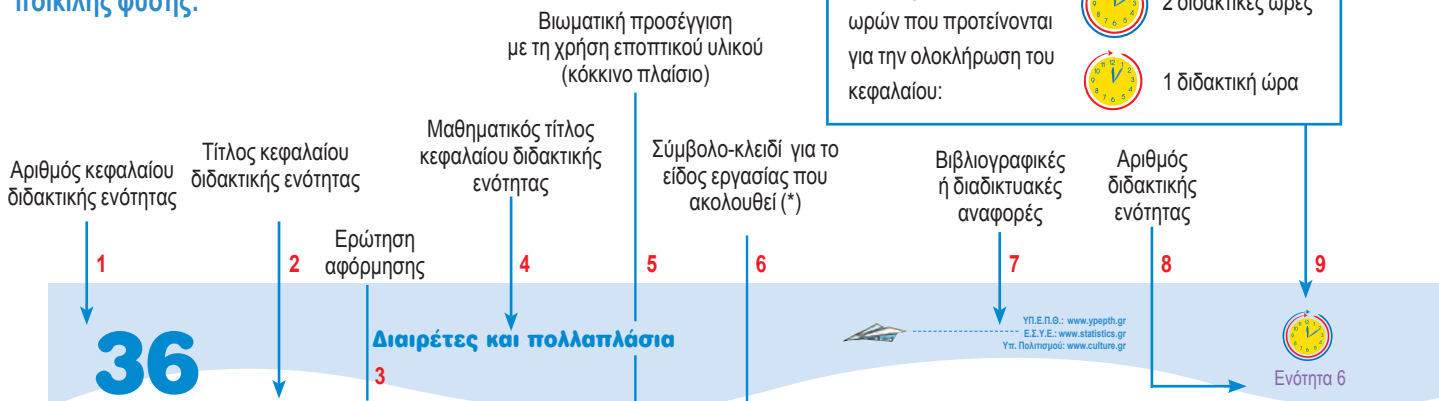 ποικίλης φύσης.
Βιωματική προσέγγιση
με τη χρήση εποπτικού υλικού
(κόκκινο πλαίσιο)
ωρών που προτείνονται
για την ολοκλήρωση του
κεφαλαίου:
2 διδακτικές ώρες
1 διδακτική ώρα
Αριθμός κεφαλαίου
διδακτικής ενότητας
Τίτλος κεφαλαίου
διδακτικής ενότητας
Ερώτηση
αφόρμησης
Μαθηματικός τίτλος
κεφαλαίου διδακτικής
ενότητας
Σύμβολο-κλειδί για το
είδος εργασίας που
ακολουθεί (*)
Βιβλιογραφικές
ή διαδικτυακές
αναφορές
Αριθμός
διδακτικής
ενότητας
1
2
4
5
6
7
8
9
36
Διαιρέτες και πολλαπλάσια
3
ΥΠ.Ε.Π.Θ.: www.ypepth.gr
Ε.Σ.Υ.Ε.: www.statistics.gr
Υπ. Πολιτισμού: www.culture.gr
Ενότητα 6